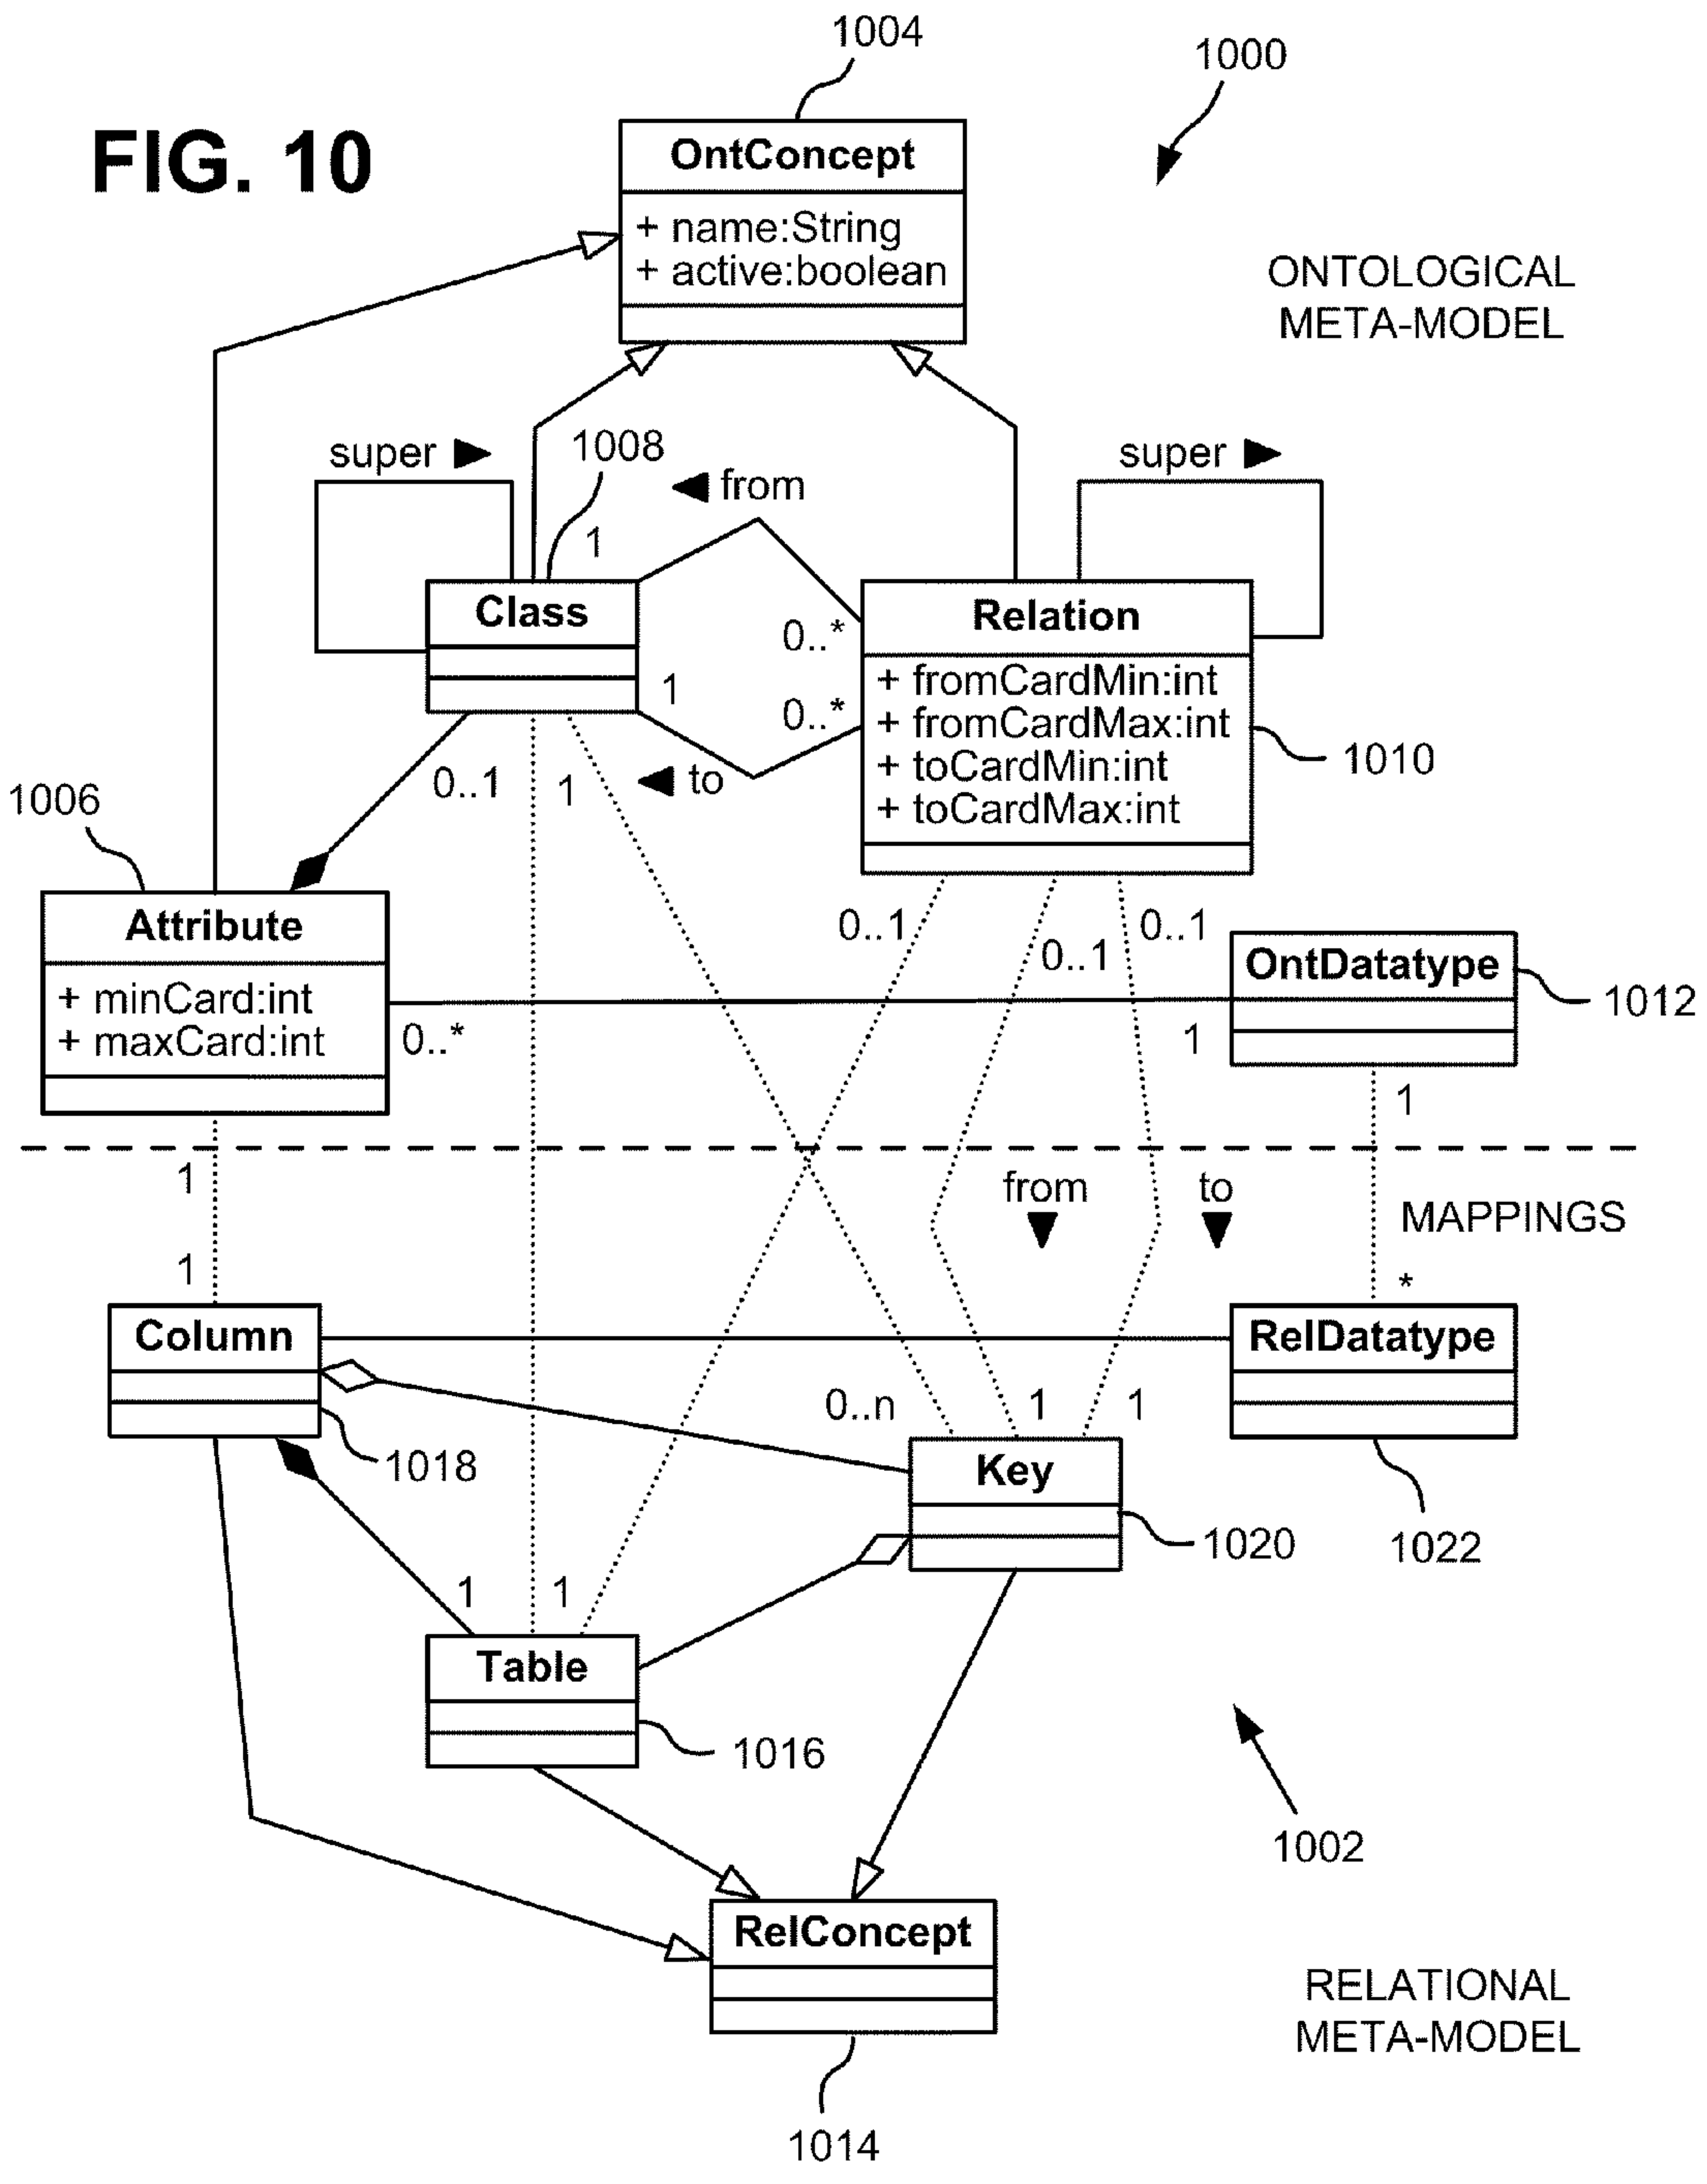 1004
1000
FIG. 10
OntConcept
+ name:String
+ active:boolean
ONTOLOGICAL
META-MODEL
super ►
1008
◄ from
super ►
1
Class
Relation
0..*
+ fromCardMin:int
+ fromCardMax:int
+ toCardMin:int
+ toCardMax:int
1
0..*
1010
0..1
1
◄ to
1006
Attribute
+ minCard:int
+ maxCard:int
0..1
0..1
0..1
OntDatatype
1012
0..*
1
1
1
from
▼
to
▼
MAPPINGS
1
*
Column
RelDatatype
0..n
1
1
1018
Key
1020
1022
1
1
Table
1016
1002
RelConcept
RELATIONAL
META-MODEL
1014